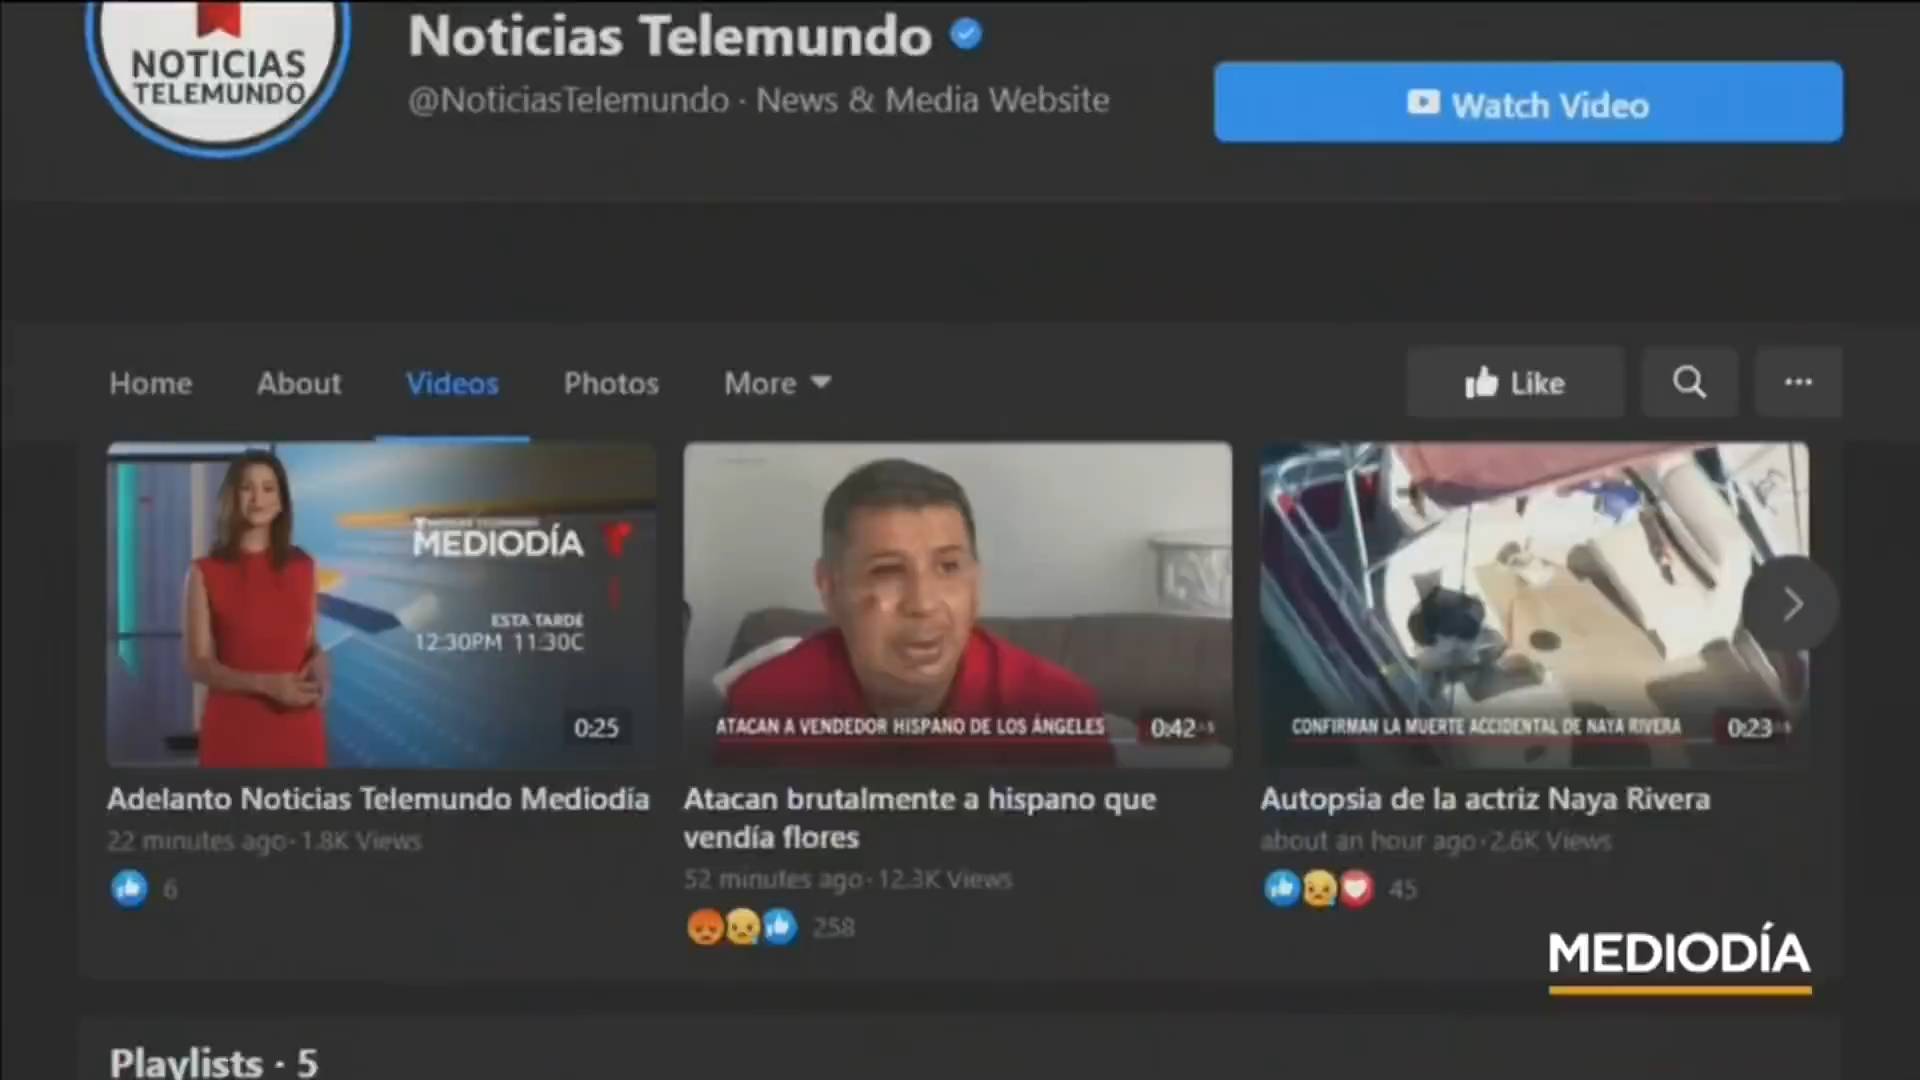 NOTICIAS
TELEMUNDO
Noticias Telemundo
@NoticiasTelemundo · News & Media Website
Watch Video
Home
About
Videos
Photos
More
Like
MEDIODÍA
ESTA TARDE
12:30PM 11:30C
0:25
ATACAN A VENDEDOR HISPANO DE LOS ÁNGELES
0:42
CONFIRMAN LA MUERTE ACCIDENTAL DE NAYA RIVERA
0:23
Adelanto Noticias Telemundo Mediodía
22 minutes ago · 1.8K Views
6
Atacan brutalmente a hispano que
vendía flores
52 minutes ago · 12.3K Views
258
Autopsia de la actriz Naya Rivera
about an hour ago · 2.6K Views
45
MEDIODÍA
Playlists · 5